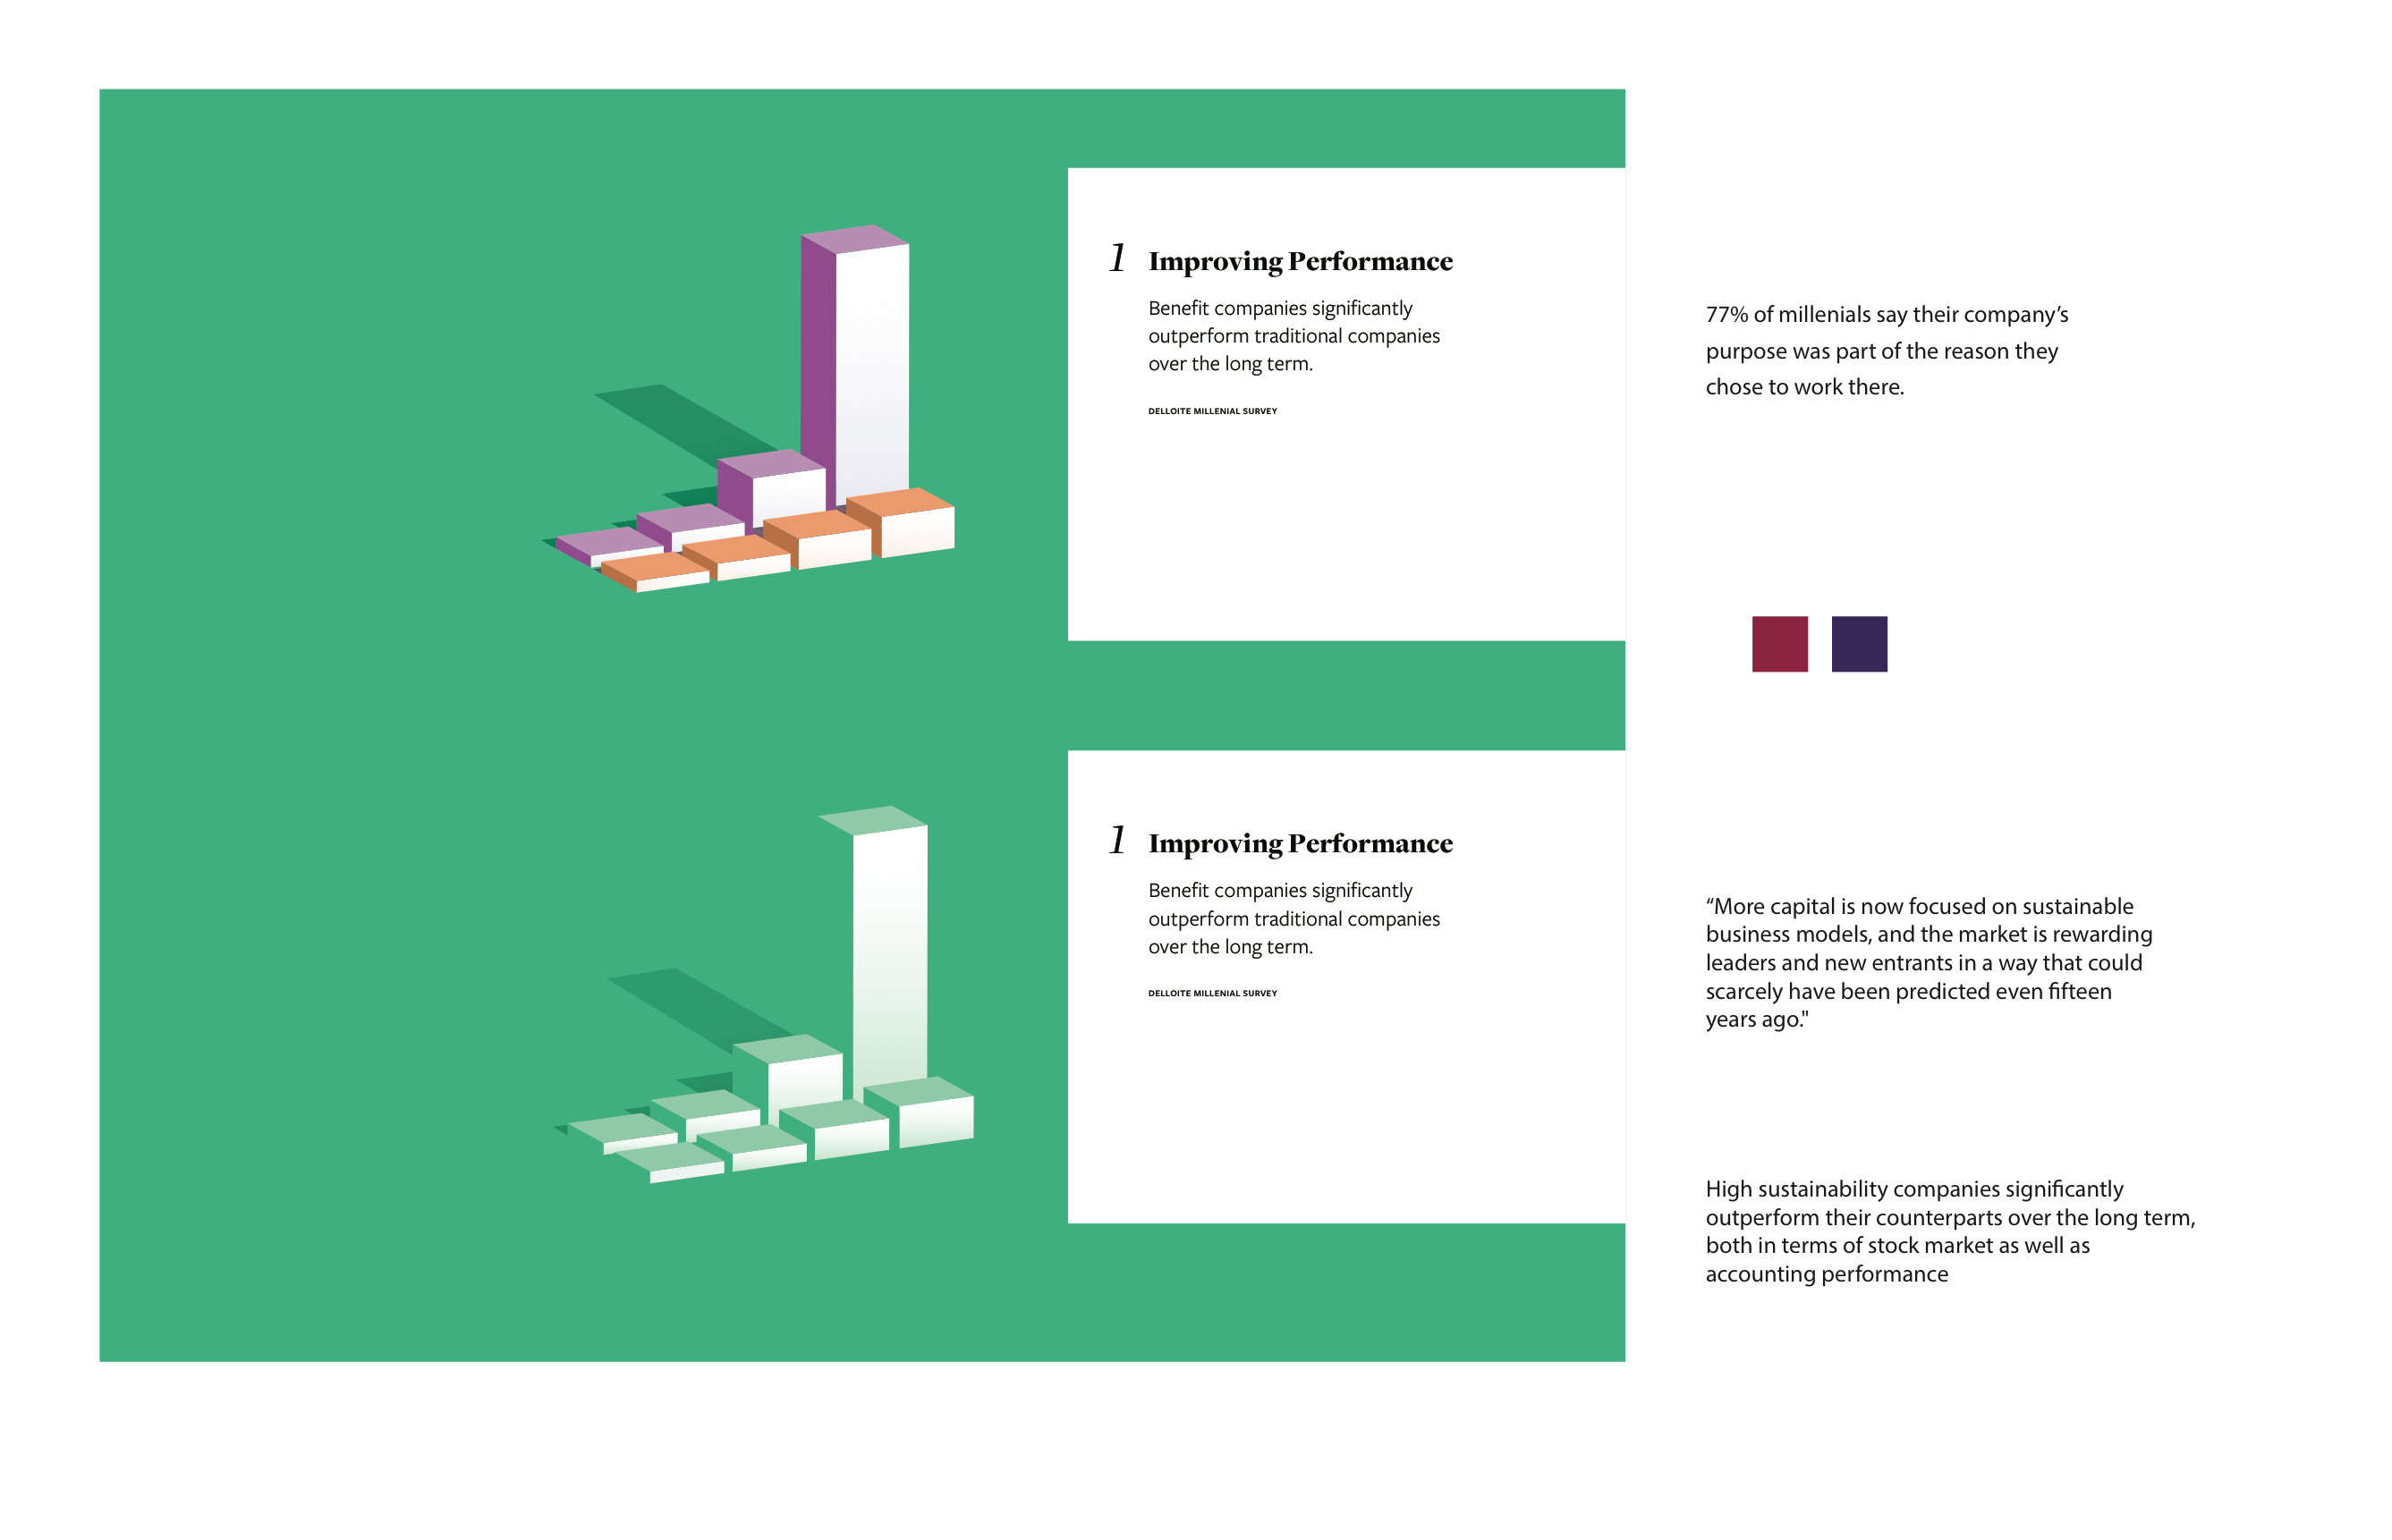 1 Improving Performance
Benefit companies significantly
outperform traditional companies
over the long term.
DELLOITE MILLENIAL SURVEY
77% of millenials say their company’s
purpose was part of the reason they
chose to work there.
1 Improving Performance
Benefit companies significantly
outperform traditional companies
over the long term.
DELLOITE MILLENIAL SURVEY
“More capital is now focused on sustainable
business models, and the market is rewarding
leaders and new entrants in a way that could
scarcely have been predicted even fifteen
years ago."
High sustainability companies significantly
outperform their counterparts over the long term,
both in terms of stock market as well as
accounting performance